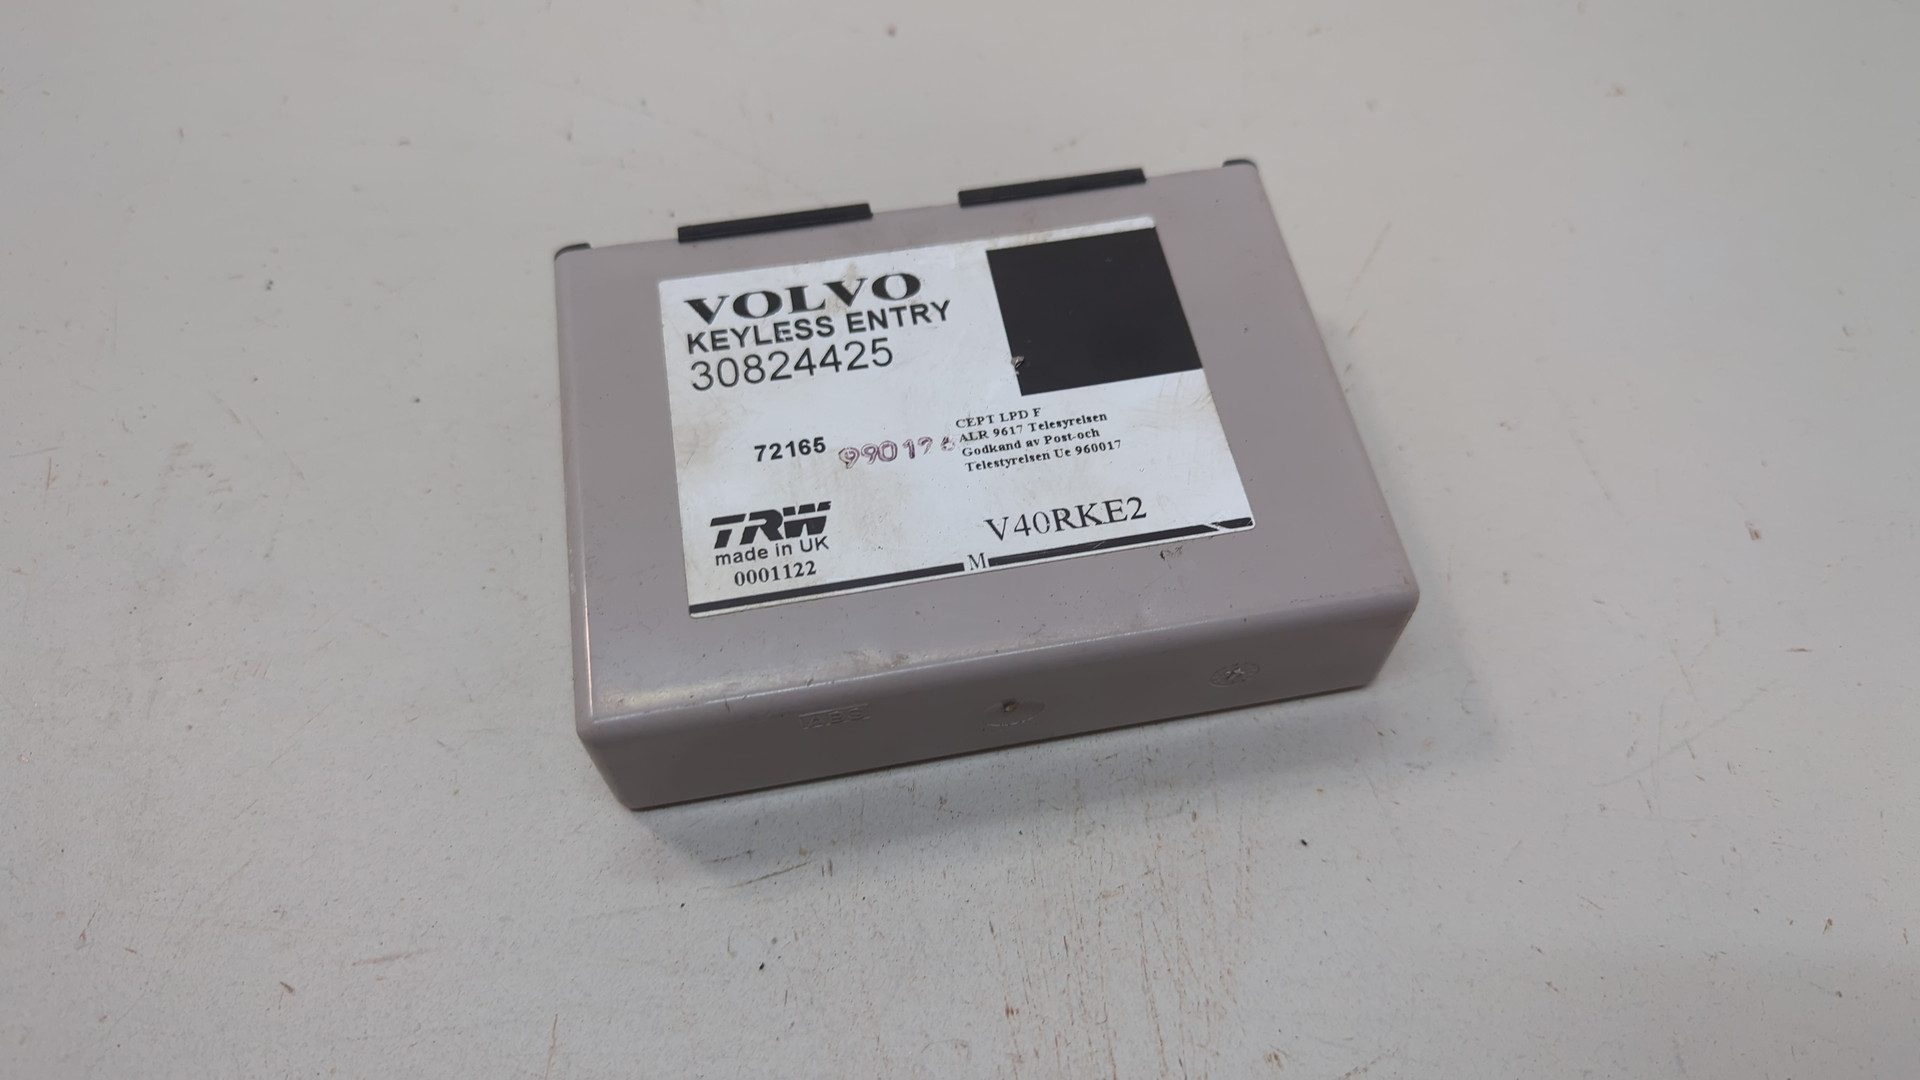 VOLVO
KEYLESS ENTRY
30824425
72165
CEPT LPD F
ALR 9617 Telesyrelsen
Godkand av Post-och
Telestyrelsen Ue 960017
TRW
made in UK
0001122
V40RKE2
M
ABS